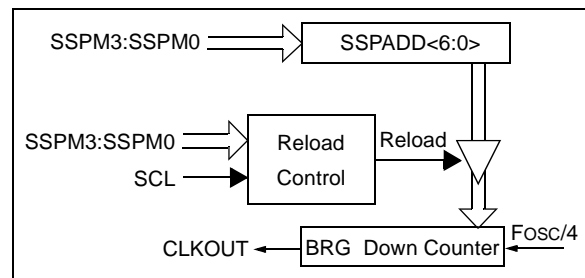 SSPM3:SSPM0
SSPADD<6:0>
SSPM3:SSPM0
SCL
Reload
Control
Reload
CLKOUT
BRG Down Counter
FOSC/4